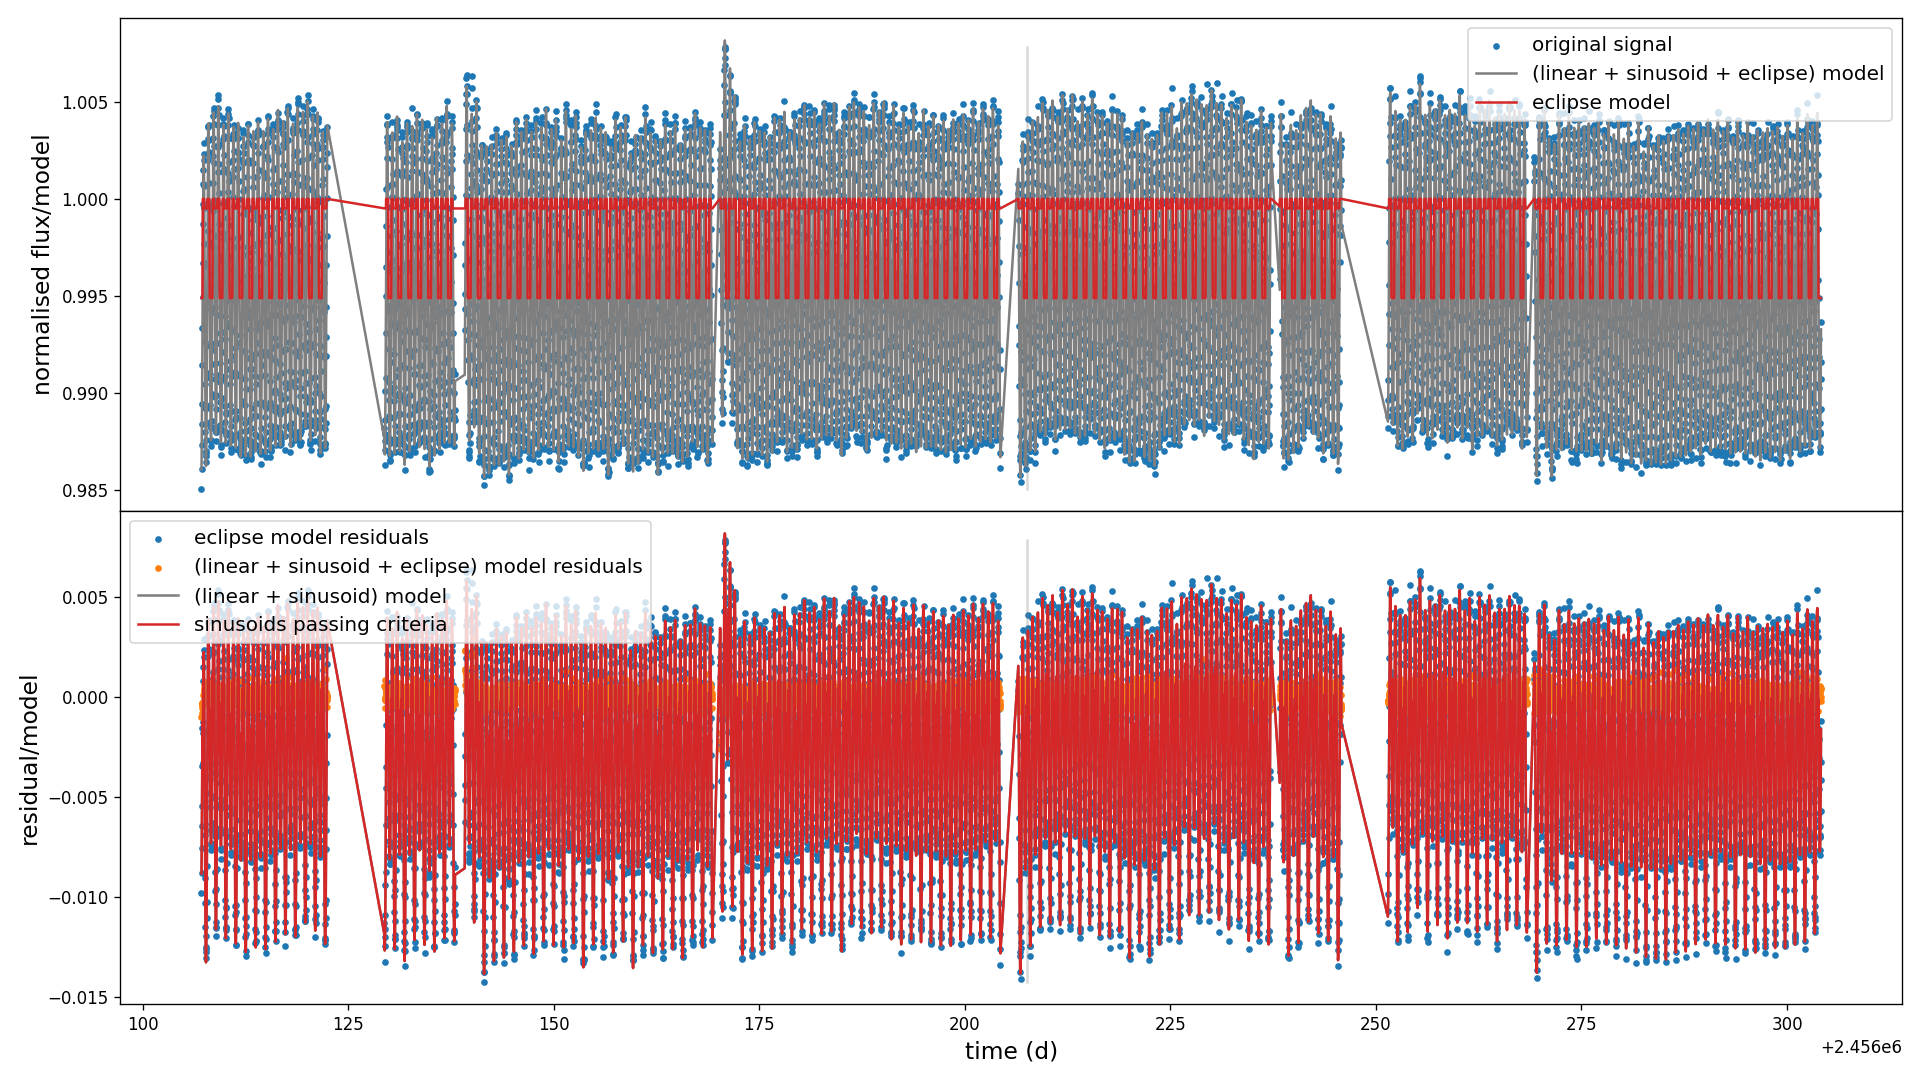 original signal
(linear + sinusoid + eclipse) model
eclipse model
normalised flux/model
1.005
1.000
0.995
0.990
0.985
eclipse model residuals
(linear + sinusoid + eclipse) model residuals
(linear + sinusoid) model
sinusoids passing criteria
residual/model
0.005
0.000
−0.005
−0.010
−0.015
100 125 150 175 200 225 250 275 300
time (d)
+2.456e6